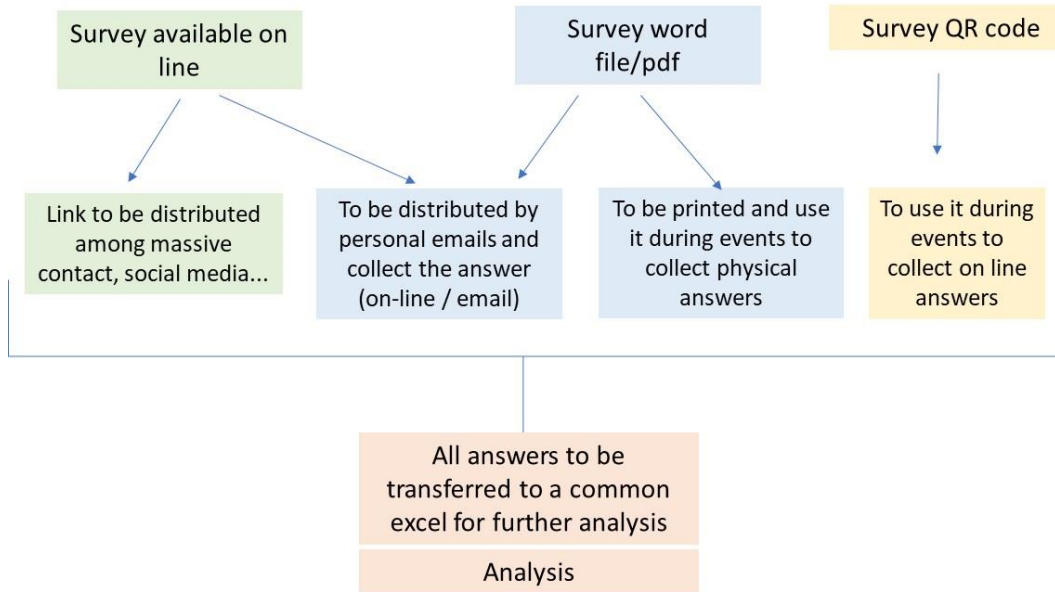 Survey available on
line
Survey word
file/pdf
Survey QR code
Link to be distributed
among massive
contact, social media...
To be distributed by
personal emails and
collect the answer
(on-line / email)
To be printed and use
it during events to
collect physical
answers
To use it during
events to
collect on line
answers
All answers to be
transferred to a common
excel for further analysis
Analysis